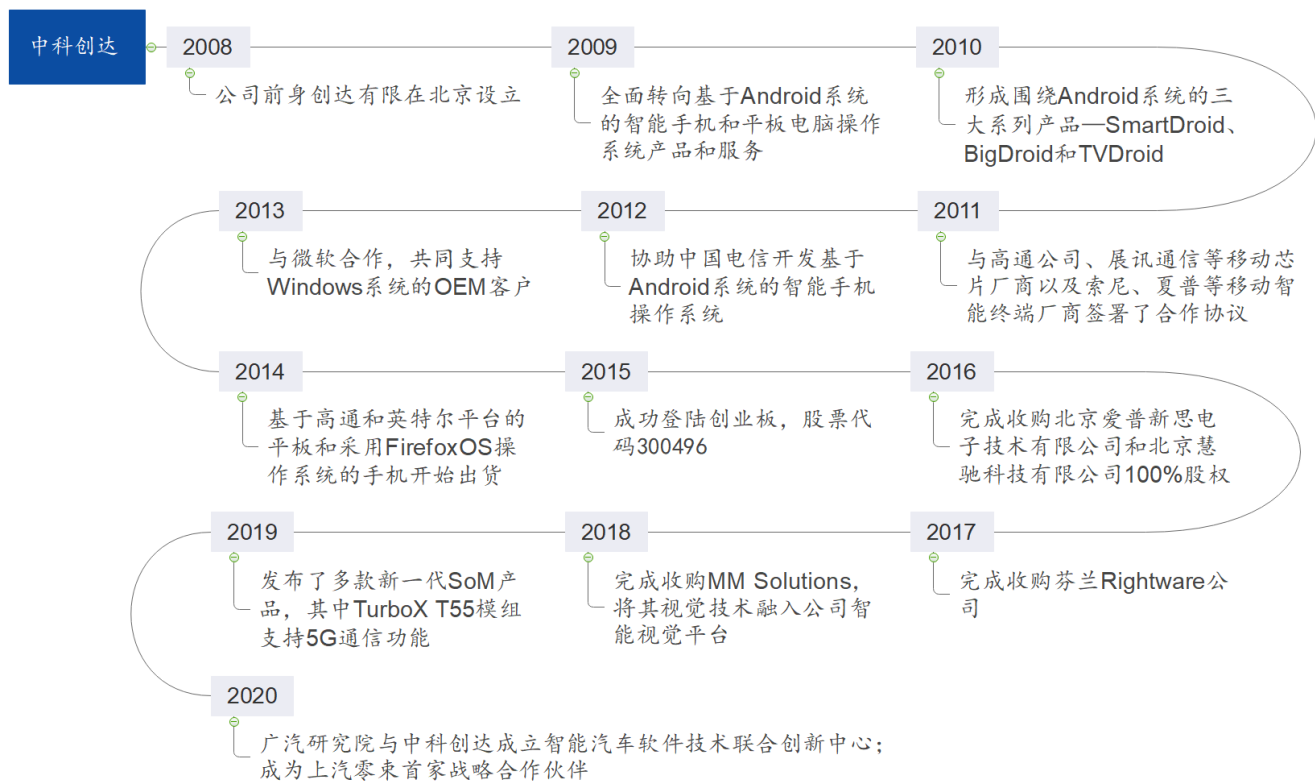 中科创达
2008
公司前身创达有限在北京设立
2009
全面转向基于Android系统
的智能手机和平板电脑操作
系统产品和服务
2010
形成围绕Android系统的三
大系列产品—SmartDroid、
BigDroid和TVDroid
2011
与高通公司、展讯通信等移动芯
片厂商以及索尼、夏普等移动智
能终端厂商签署了合作协议
2012
协助中国电信开发基于
Android系统的智能手机
操作系统
2013
与微软合作，共同支持
Windows系统的OEM客户
2014
基于高通和英特尔平台的
平板和采用FirefoxOS操
作系统的手机开始出货
2015
成功登陆创业板，股票代
码300496
2016
完成收购北京爱普新思电
子技术有限公司和北京慧
驰科技有限公司100%股权
2017
完成收购芬兰Rightware公
司
2018
完成收购MM Solutions，
将其视觉技术融入公司智
能视觉平台
2019
发布了多款新一代SoM产
品，其中TurboX T55模组
支持5G通信功能
2020
广汽研究院与中科创达成立智能汽车软件技术联合创新中心；
成为上汽零束首家战略合作伙伴